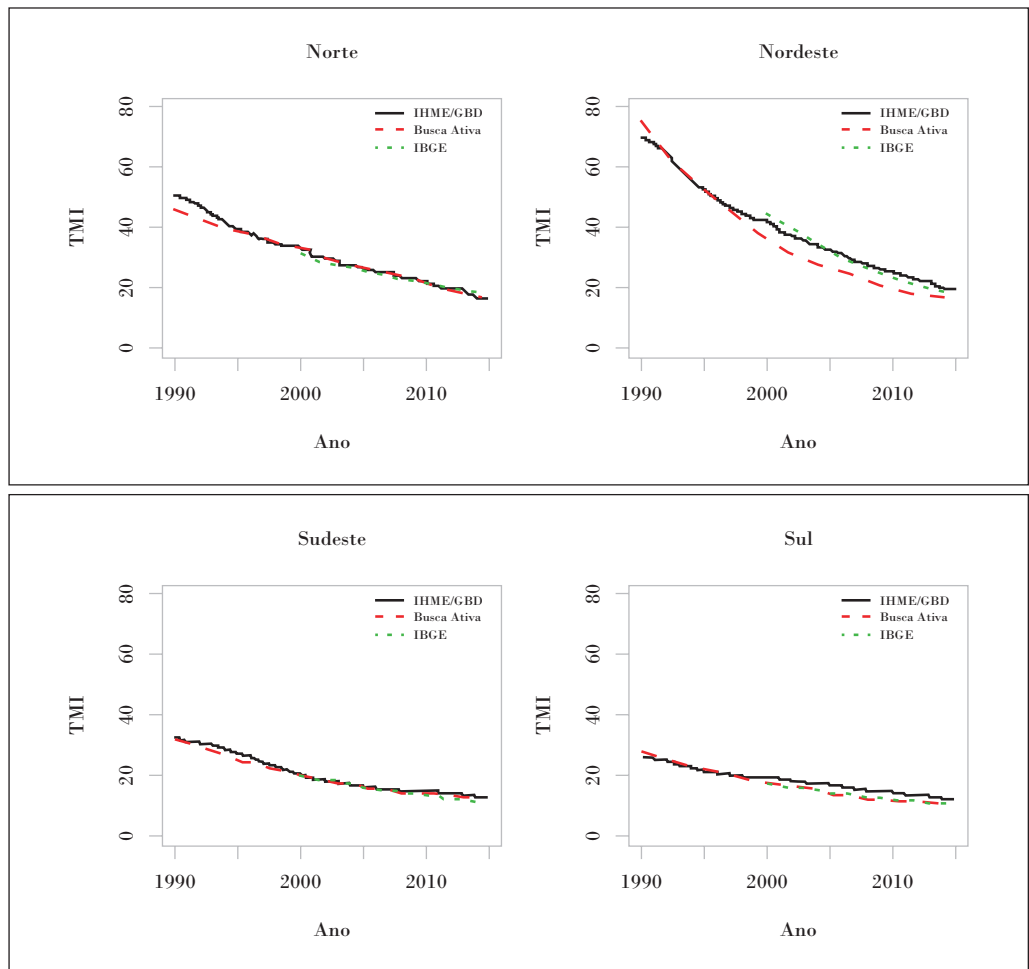 Norte
TMI
80
60
40
20
0
IHME/GBD
Busca Ativa
IBGE
1990
2000
2010
Ano
Nordeste
TMI
80
60
40
20
0
IHME/GBD
Busca Ativa
IBGE
1990
2000
2010
Ano
Sudeste
TMI
80
60
40
20
0
IHME/GBD
Busca Ativa
IBGE
1990
2000
2010
Ano
Sul
TMI
80
60
40
20
0
IHME/GBD
Busca Ativa
IBGE
1990
2000
2010
Ano